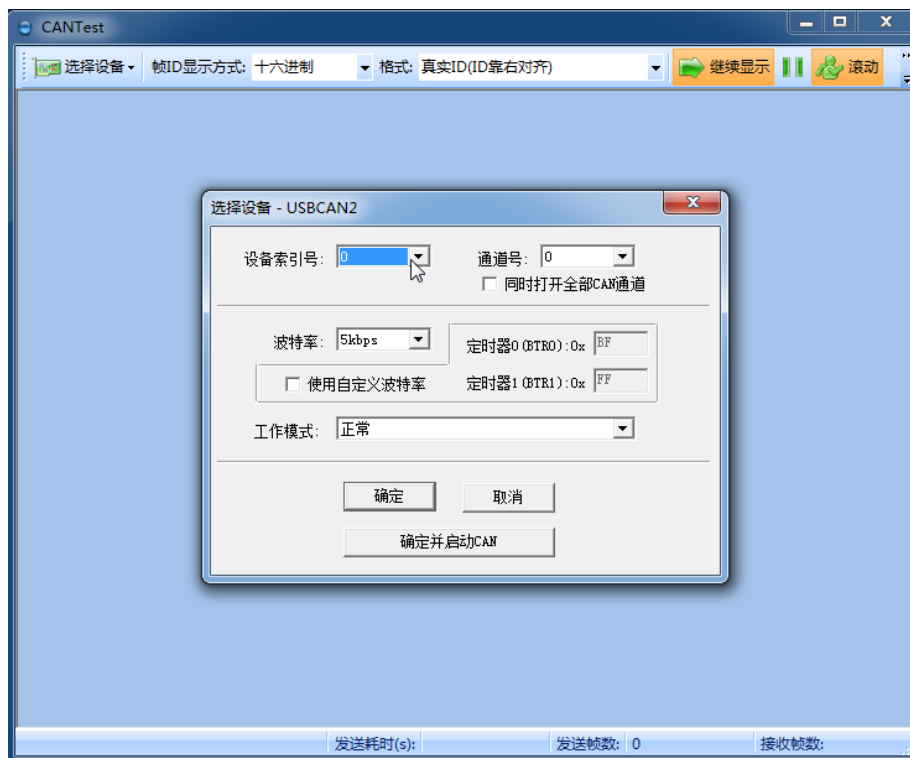 CANTest
选择设备 帧ID显示方式: 十六进制 格式: 真实ID(ID靠右对齐) 继续显示 滚动
选择设备 - USBCAN2
设备索引号: 0 通道号: 0
同时打开全部CAN通道
波特率: 5kbps 定时器0(BTR0):0x BF
使用自定义波特率 定时器1(BTR1):0x FF
工作模式: 正常
确定 取消
确定并启动CAN
发送耗时(s): 发送帧数: 0 接收帧数: